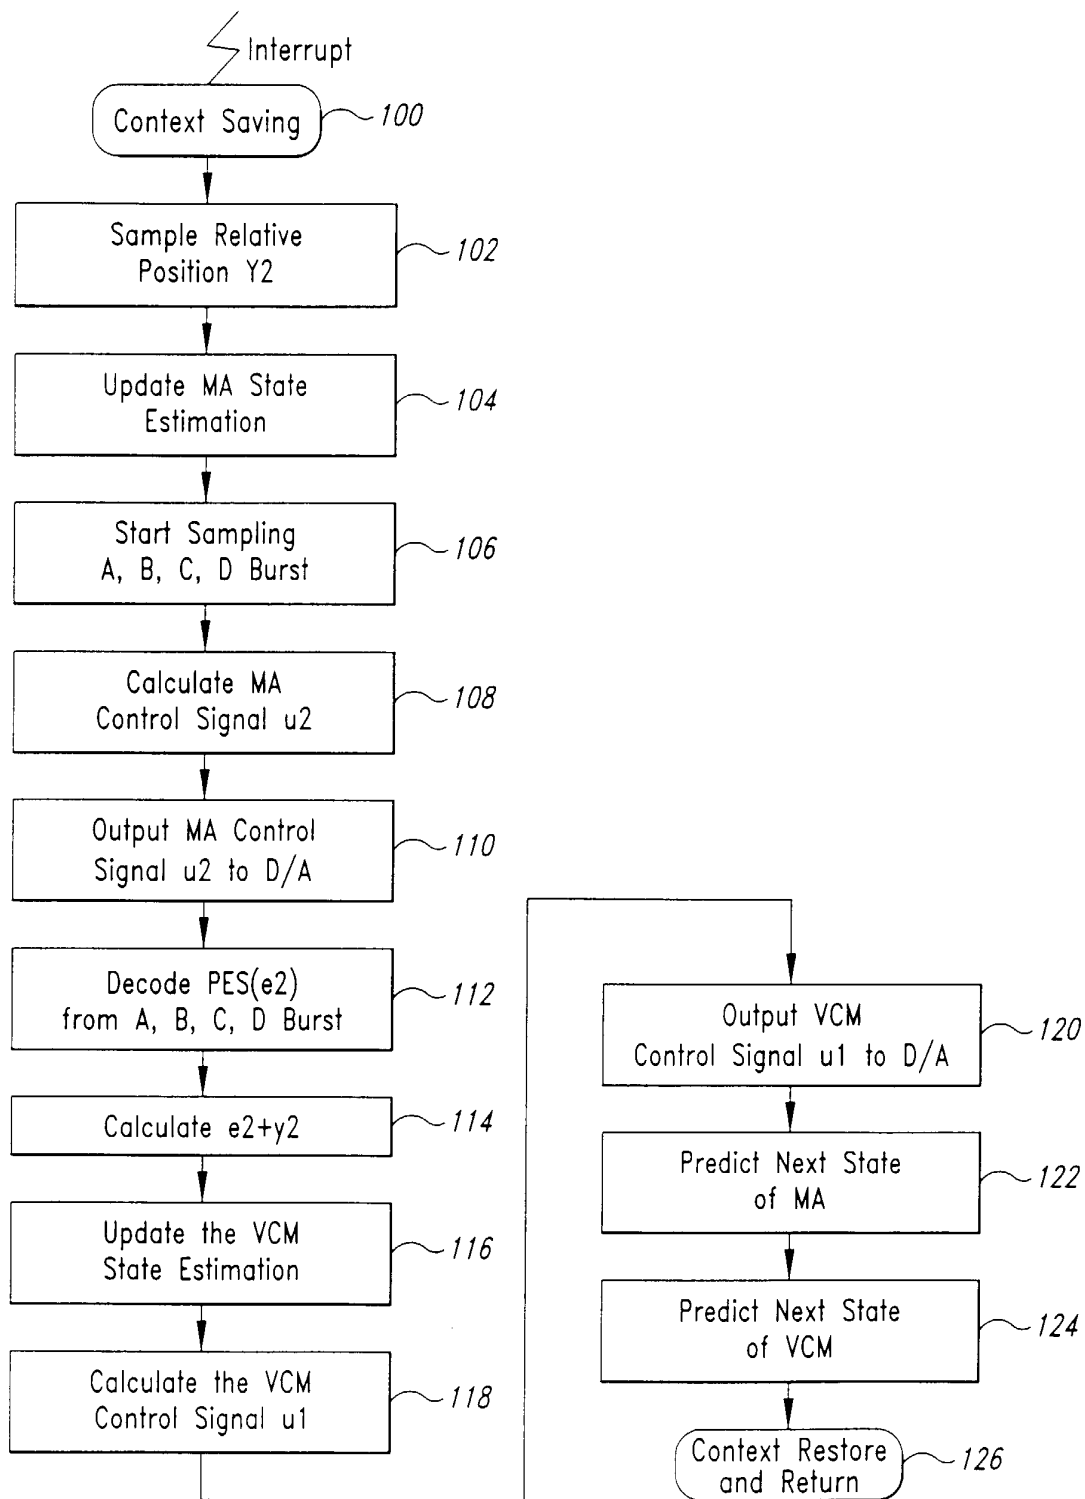 Interrupt
Context Saving
100
Sample Relative
Position Y2
102
Update MA State
Estimation
104
Start Sampling
A, B, C, D Burst
106
Calculate MA
Control Signal u2
108
Output MA Control
Signal u2 to D/A
110
Decode PES(e2)
from A, B, C, D Burst
112
Calculate e2+y2
114
Update the VCM
State Estimation
116
Calculate the VCM
Control Signal u1
118
Output VCM
Control Signal u1 to D/A
120
Predict Next State
of MA
122
Predict Next State
of VCM
124
Context Restore
and Return
126